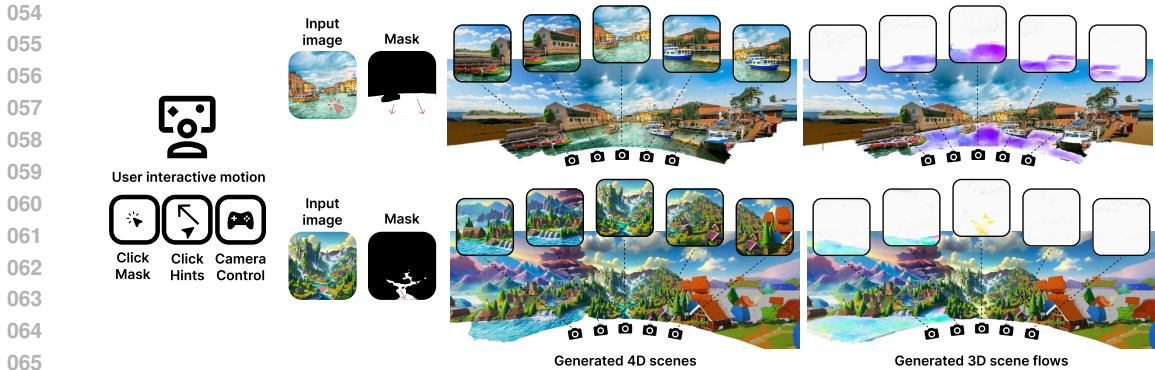 054
055
056
057
058
059
060
061
062
063
064
065
User interactive motion
Click
Mask
Click
Hints
Camera
Control
Input
image
Mask
Input
image
Mask
Generated 4D scenes
Generated 3D scene flows